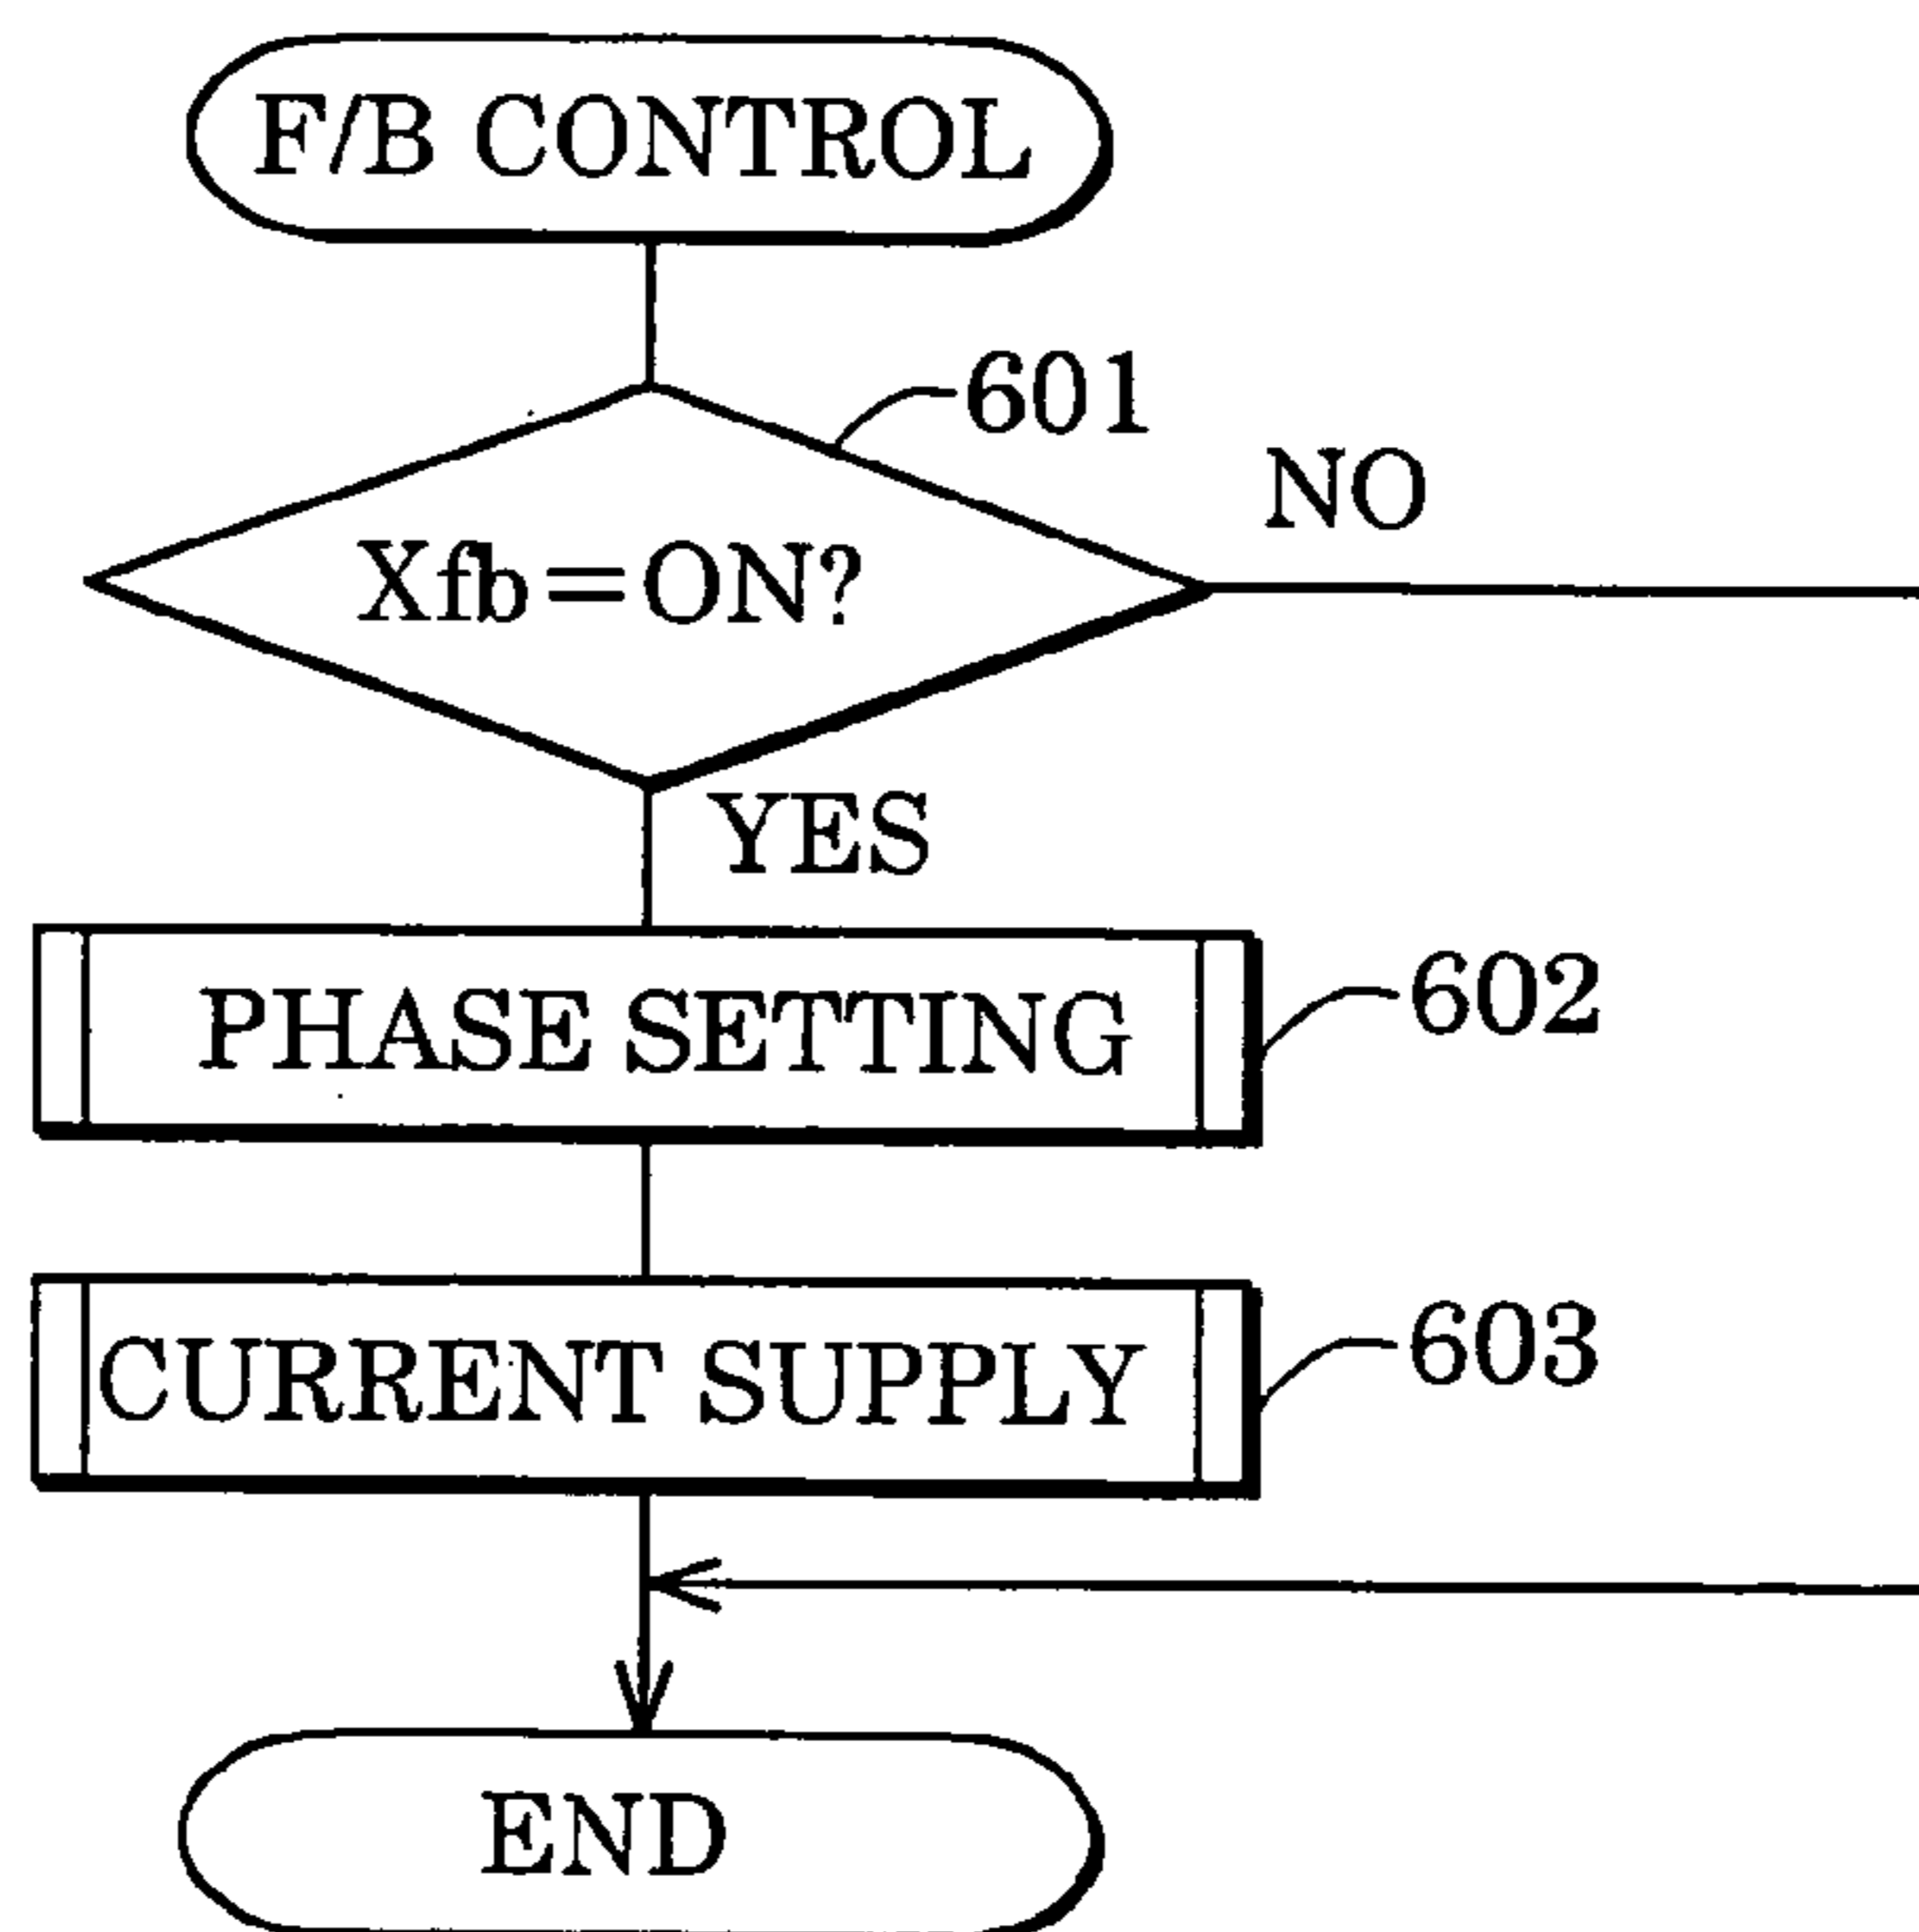 F/B CONTROL
601
NO
Xfb=ON?
YES
602
PHASE SETTING
603
CURRENT SUPPLY
END